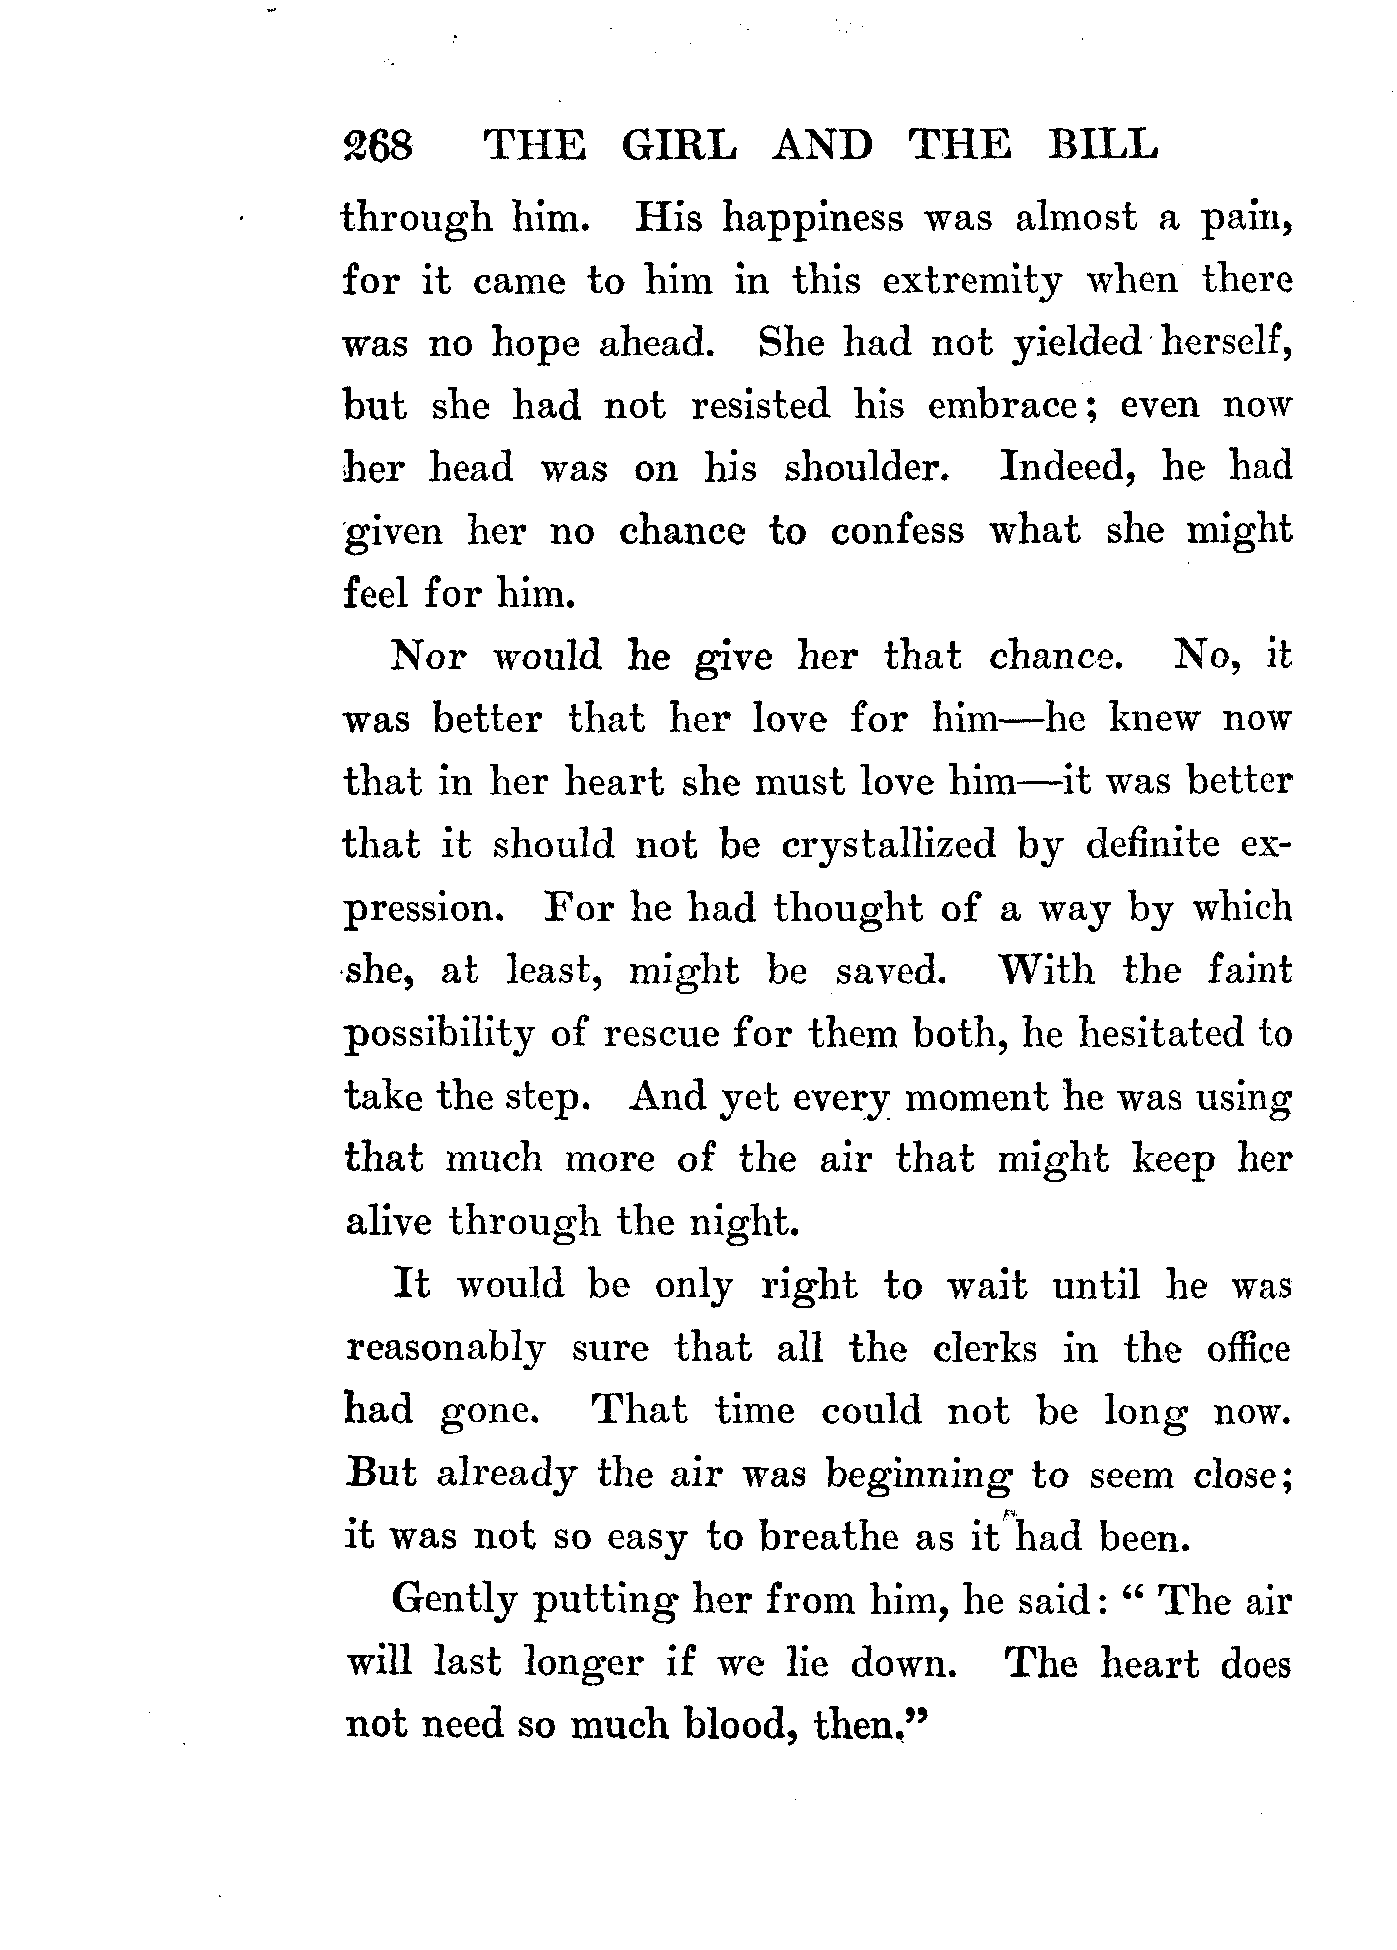 268 THE GIRL AND THE BILL
through him. His happiness was almost a pain,
for it came to him in this extremity when there
was no hope ahead. She had not yielded herself,
but she had not resisted his embrace; even now
her head was on his shoulder. Indeed, he had
given her no chance to confess what she might
feel for him.
Nor would he give her that chance. No, it
was better that her love for him—he knew now
that in her heart she must love him—it was better
that it should not be crystallized by definite ex-
pression. For he had thought of a way by which
she, at least, might be saved. With the faint
possibility of rescue for them both, he hesitated to
take the step. And yet every moment he was using
that much more of the air that might keep her
alive through the night.
It would be only right to wait until he was
reasonably sure that all the clerks in the office
had gone. That time could not be long now.
But already the air was beginning to seem close;
it was not so easy to breathe as it had been.
Gently putting her from him, he said: “ The air
will last longer if we lie down. The heart does
not need so much blood, then.”